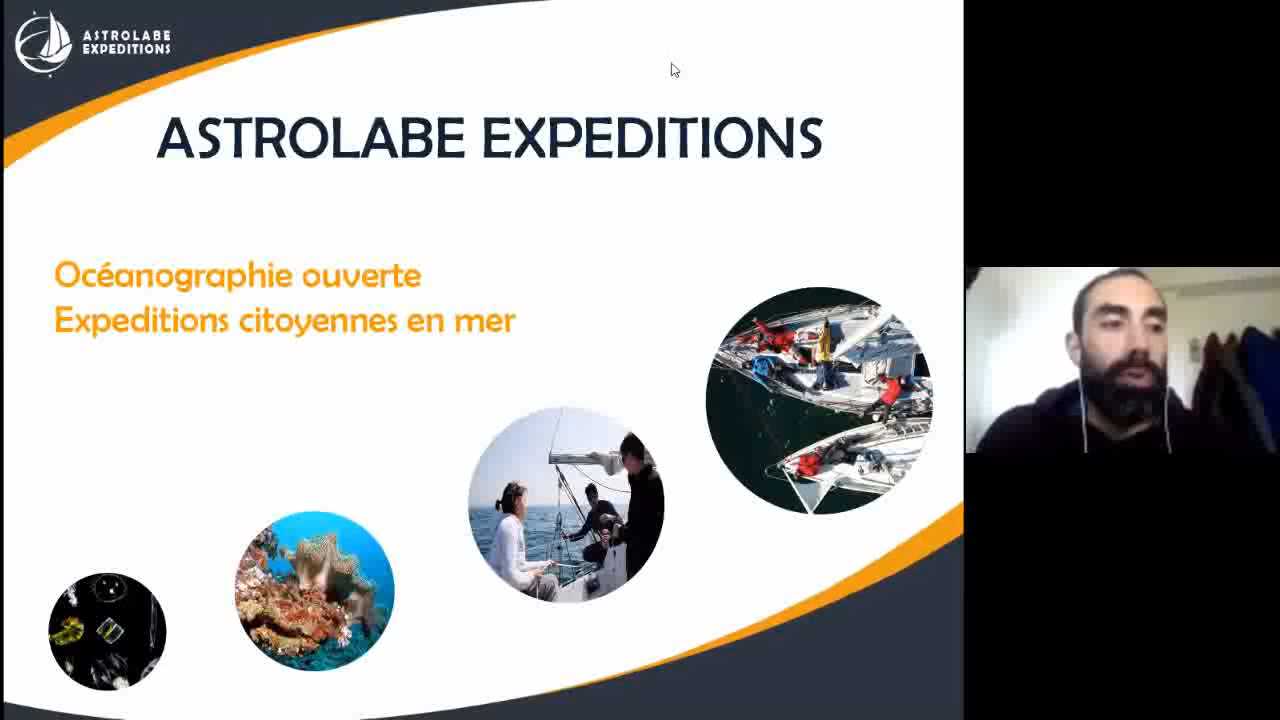 ASTROLABE
EXPEDITIONS
ASTROLABE EXPEDITIONS
Océanographie ouverte
Expeditions citoyennes en mer